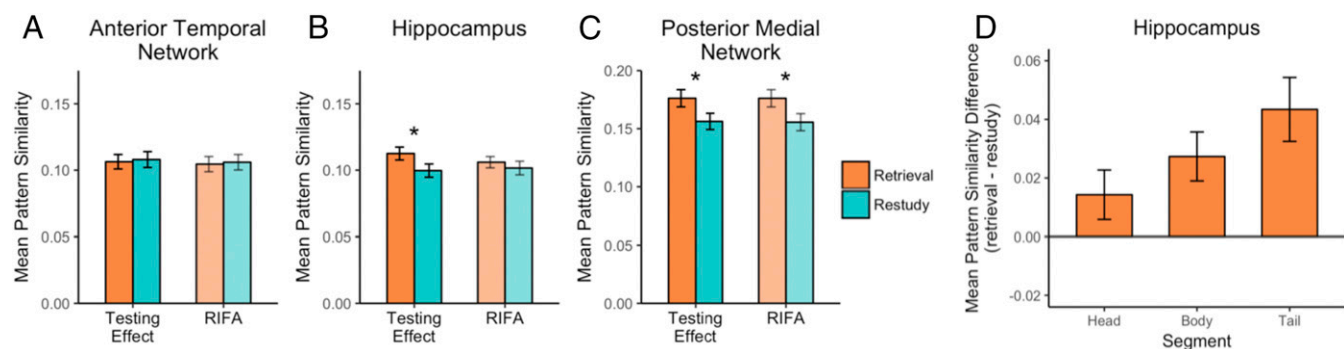 A
Anterior Temporal
Network
Mean Pattern Similarity
0.15
0.10
0.05
0.00
Testing
Effect
RIFA
B
Hippocampus
Mean Pattern Similarity
0.15
0.10
0.05
0.00
*
Testing
Effect
RIFA
C
Posterior Medial
Network
Mean Pattern Similarity
0.20
0.15
0.10
0.05
0.00
*
*
Testing
Effect
RIFA
Retrieval
Restudy
D
Hippocampus
Mean Pattern Similarity Difference
(retrieval - restudy)
0.06
0.04
0.02
0.00
-0.02
Head
Body
Tail
Segment